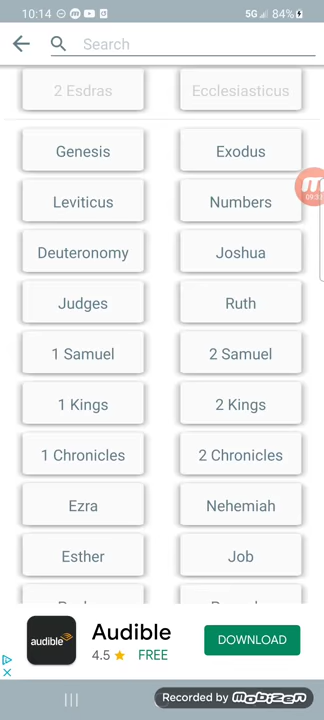 10:14 5G 84%
Search
2 Esdras Ecclesiasticus
Genesis Exodus
Leviticus Numbers
Deuteronomy Joshua
Judges Ruth
1 Samuel 2 Samuel
1 Kings 2 Kings
1 Chronicles 2 Chronicles
Ezra Nehemiah
Esther Job
audible
Audible
4.5 FREE
DOWNLOAD
Recorded by mobizen